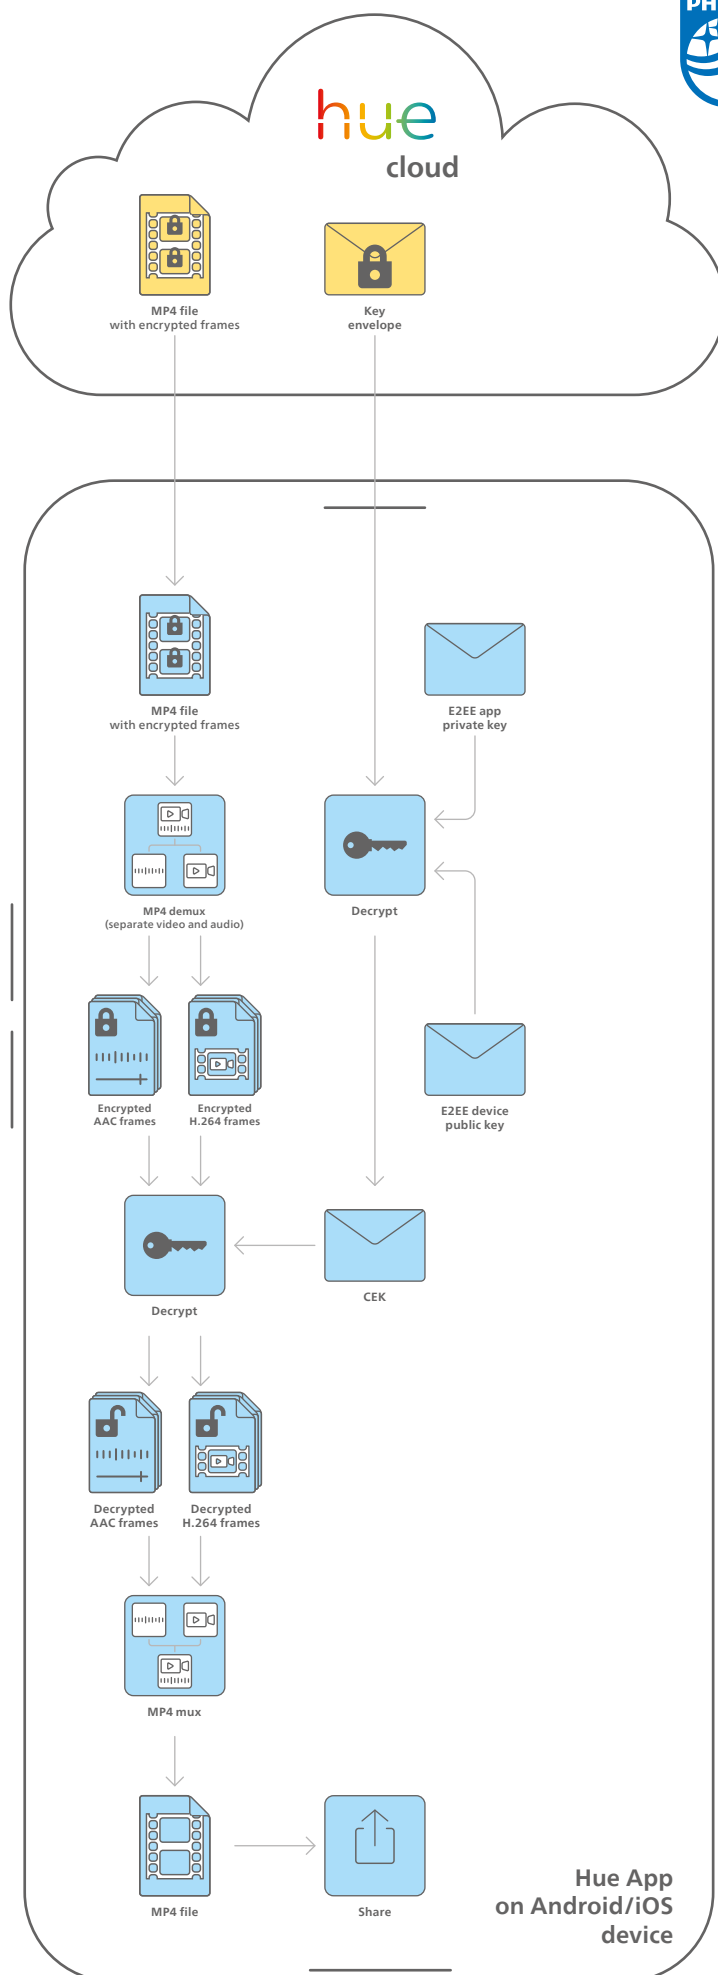 PH
hue
cloud
MP4 file
with encrypted frames
Key
envelope
MP4 file
with encrypted frames
E2EE app
private key
MP4 demux
(separate video and audio)
Decrypt
Encrypted
AAC frames
Encrypted
H.264 frames
E2EE device
public key
Decrypt
CEK
Decrypted
AAC frames
Decrypted
H.264 frames
MP4 mux
MP4 file
Share
Hue App
on Android/iOS
device